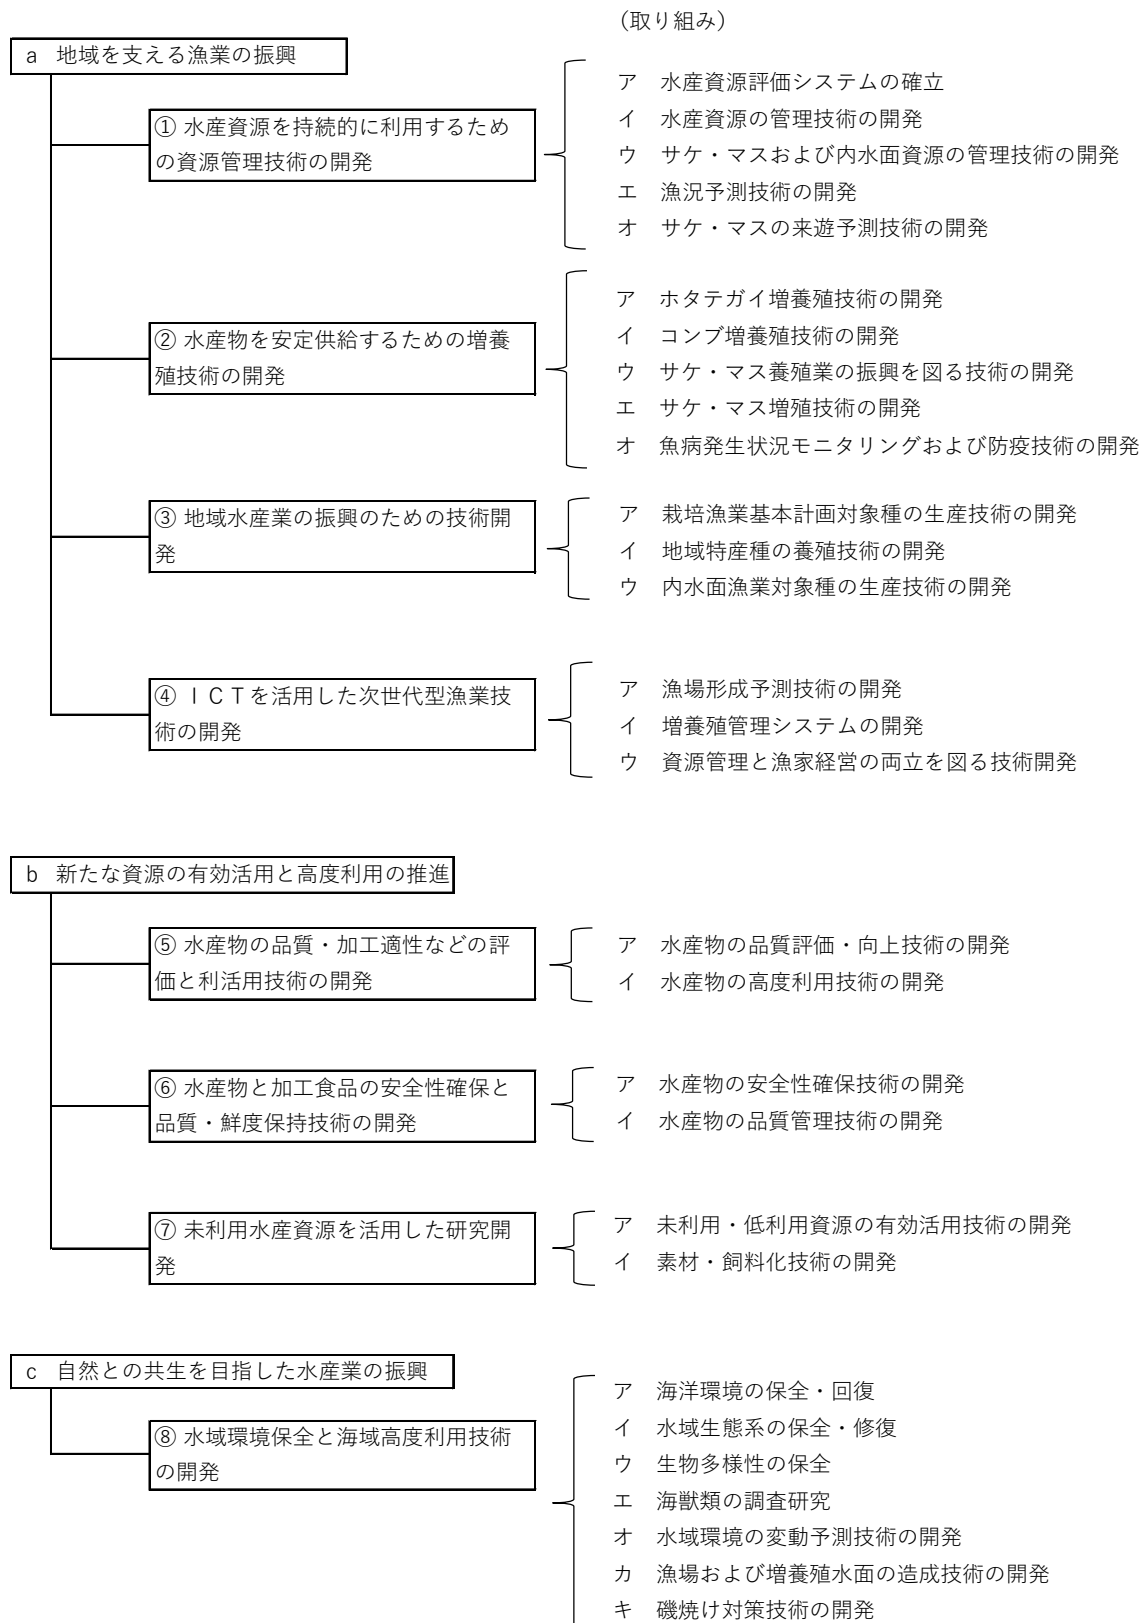 (取り組み)
a 地域を支える漁業の振興
① 水産資源を持続的に利用するため
の資源管理技術の開発
ア 水産資源評価システムの確立
イ 水産資源の管理技術の開発
ウ サケ・マスおよび内水面資源の管理技術の開発
エ 漁況予測技術の開発
オ サケ・マスの来遊予測技術の開発
② 水産物を安定供給するための増養
殖技術の開発
ア ホタテガイ増養殖技術の開発
イ コンブ増養殖技術の開発
ウ サケ・マス養殖業の振興を図る技術の開発
エ サケ・マス増殖技術の開発
オ 魚病発生状況モニタリングおよび防疫技術の開発
③ 地域水産業の振興のための技術開
発
ア 栽培漁業基本計画対象種の生産技術の開発
イ 地域特産種の養殖技術の開発
ウ 内水面漁業対象種の生産技術の開発
④ ＩＣＴを活用した次世代型漁業技
術の開発
ア 漁場形成予測技術の開発
イ 増養殖管理システムの開発
ウ 資源管理と漁家経営の両立を図る技術開発
b 新たな資源の有効活用と高度利用の推進
⑤ 水産物の品質・加工適性などの評
価と利活用技術の開発
ア 水産物の品質評価・向上技術の開発
イ 水産物の高度利用技術の開発
⑥ 水産物と加工食品の安全性確保と
品質・鮮度保持技術の開発
ア 水産物の安全性確保技術の開発
イ 水産物の品質管理技術の開発
⑦ 未利用水産資源を活用した研究開
発
ア 未利用・低利用資源の有効活用技術の開発
イ 素材・飼料化技術の開発
c 自然との共生を目指した水産業の振興
⑧ 水域環境保全と海域高度利用技術
の開発
ア 海洋環境の保全・回復
イ 水域生態系の保全・修復
ウ 生物多様性の保全
エ 海獣類の調査研究
オ 水域環境の変動予測技術の開発
カ 漁場および増養殖水面の造成技術の開発
キ 磯焼け対策技術の開発